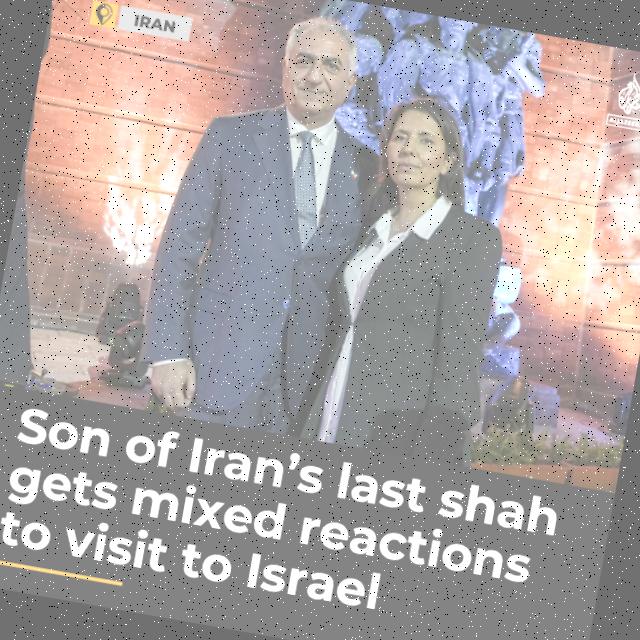 IRAN
Son of Iran's last shah
gets mixed reactions
to visit to Israel